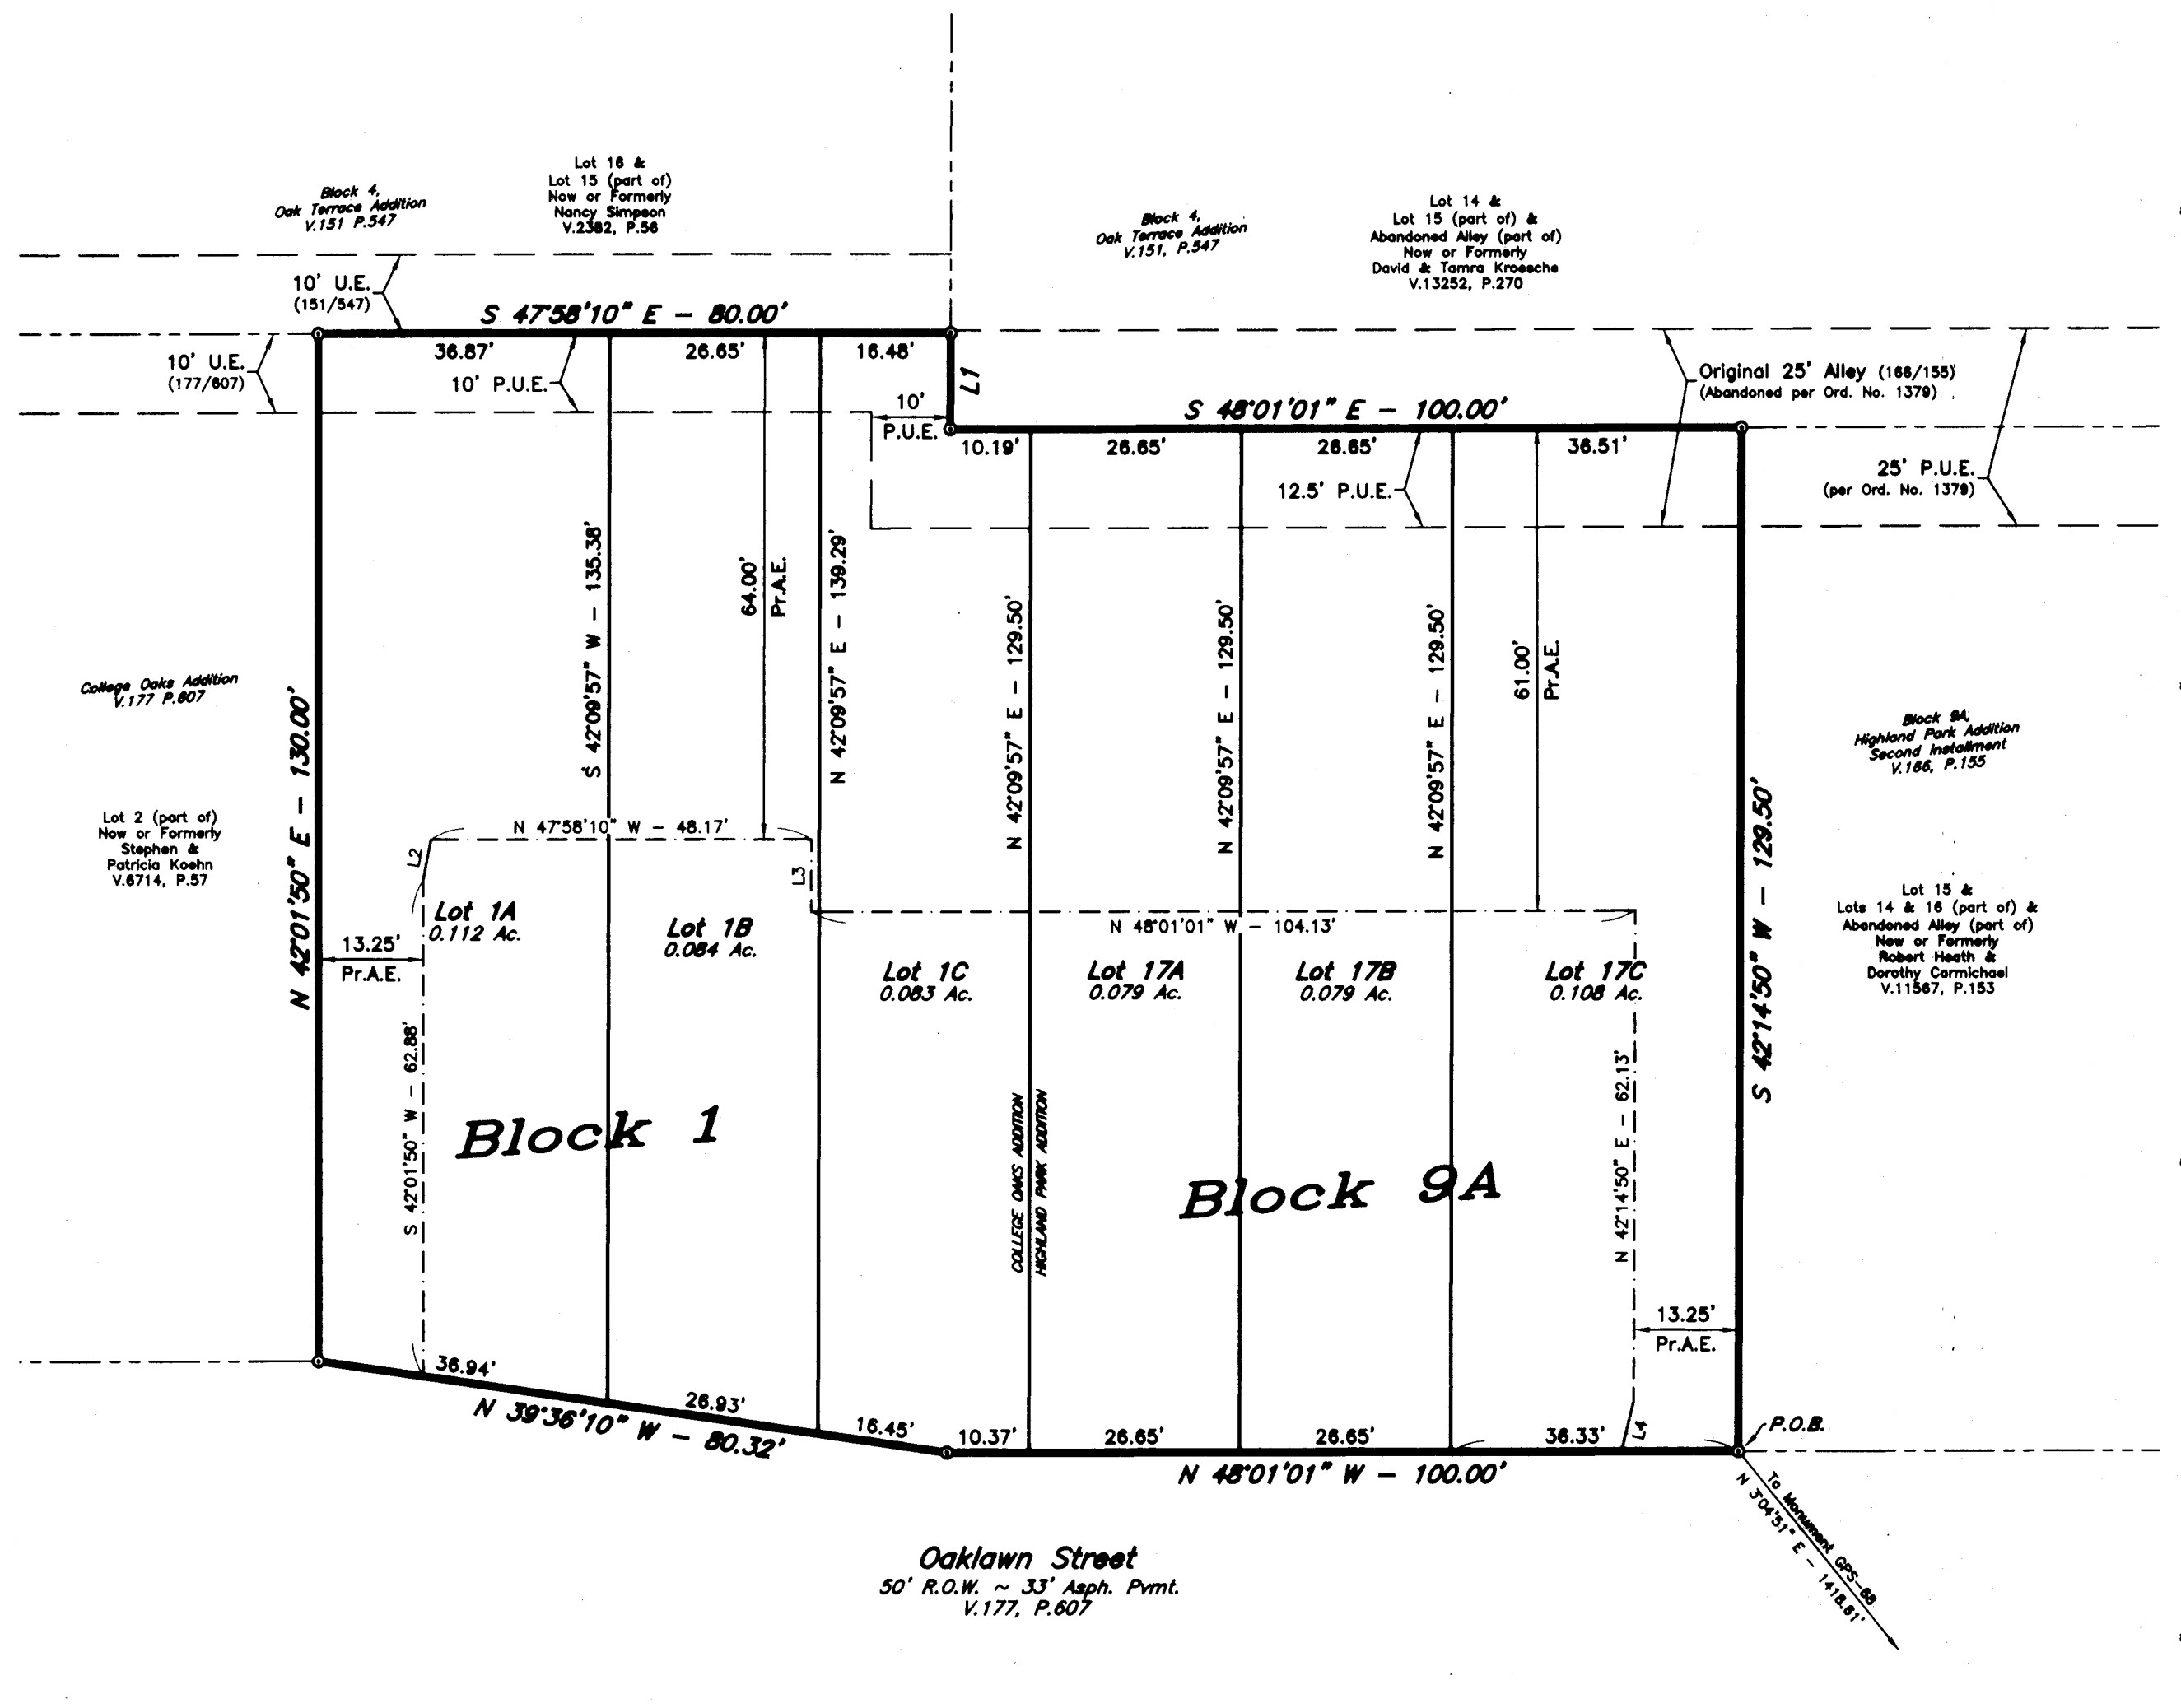 Block 4,
Oak Terrace Addition
V.151 P.547
Lot 16 &
Lot 15 (part of)
Now or Formerly
Nancy Simpson
V.2382, P.56
Block 4,
Oak Terrace Addition
V.151, P.547
Lot 14 &
Lot 15 (part of) &
Abandoned Alley (part of)
Now or Formerly
David & Tamra Kroesche
V.13252, P.270
10' U.E.
(151/547)
S 47°58'10" E – 80.00'
10' U.E.
(177/607)
36.87'
26.65'
16.48'
10' P.U.E.
L1
10'
P.U.E.
S 48°01'01" E – 100.00'
Original 25' Alley (166/155)
(Abandoned per Ord. No. 1379)
10.19'
26.65'
26.65'
36.51'
12.5' P.U.E.
25' P.U.E.
(per Ord. No. 1379)
S 42°09'57" W – 135.38'
64.00'
Pr.A.E.
N 42°09'57" E – 139.29'
N 42°09'57" E – 129.50'
N 42°09'57" E – 129.50'
N 42°09'57" E – 129.50'
61.00'
Pr.A.E.
College Oaks Addition
V.177 P.607
N 42°01'50" E – 130.00'
Block 9A,
Highland Park Addition
Second Installment
V.166, P.155
S 42°14'50" W – 129.50'
Lot 2 (part of)
Now or Formerly
Stephen &
Patricia Koehn
V.6714, P.57
N 47°58'10" W – 48.17'
L2
L3
Lot 1A
0.112 Ac.
Lot 1B
0.084 Ac.
N 48°01'01" W – 104.13'
Lot 15 &
Lots 14 & 16 (part of) &
Abandoned Alley (part of)
Now or Formerly
Robert Heath &
Dorothy Carmichael
V.11567, P.153
13.25'
Pr.A.E.
Lot 1C
0.083 Ac.
Lot 17A
0.079 Ac.
Lot 17B
0.079 Ac.
Lot 17C
0.108 Ac.
S 42°01'50" W – 62.88'
N 42°14'50" E – 62.13'
Block 1
COLLEGE OAKS ADDITION
HIGHLAND PARK ADDITION
Block 9A
13.25'
Pr.A.E.
36.94'
26.93'
16.45'
10.37'
26.65'
26.65'
36.33'
L4
P.O.B.
N 39°36'10" W – 80.32'
N 48°01'01" W – 100.00'
To Monument GPS-68
N 3°04'51" E – 1418.61'
Oaklawn Street
50' R.O.W. ~ 33' Asph. Pvmt.
V.177, P.607